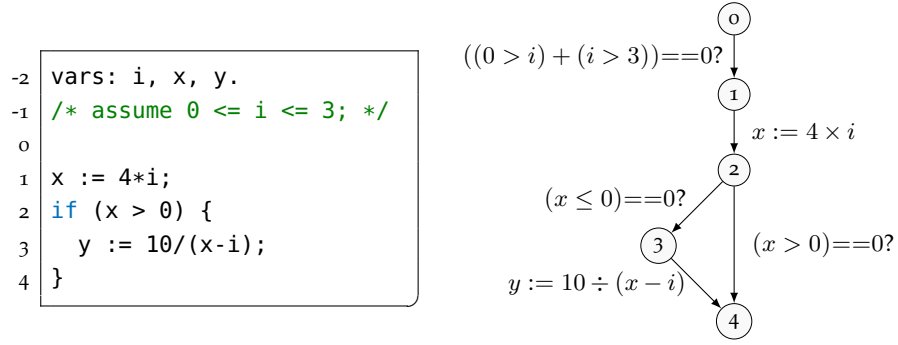 -2 vars: i, x, y.
-1 /* assume 0 <= i <= 3; */
0
1 x := 4*i;
2 if (x > 0) {
3 y := 10/(x-i);
4 }
0
((0 > i) + (i > 3))==0?
1
x := 4 × i
2
(x ≤ 0)==0?
3
(x > 0)==0?
y := 10 ÷ (x − i)
4